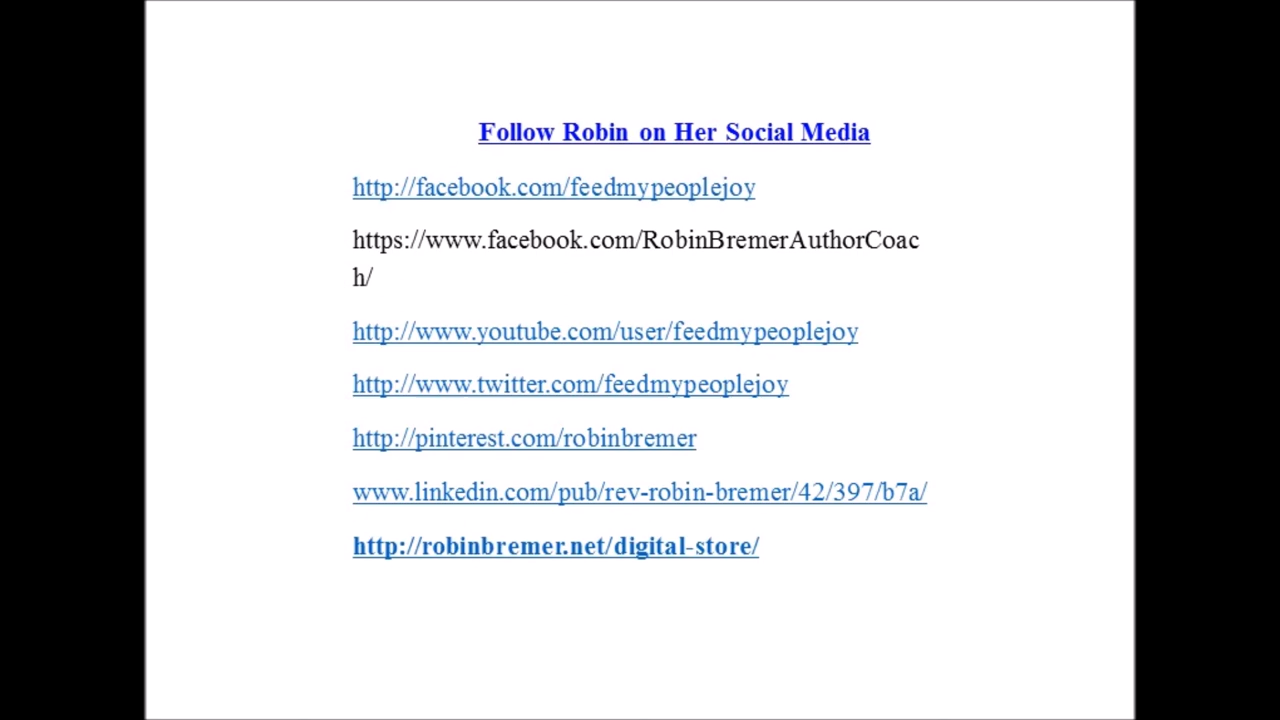 Follow Robin on Her Social Media
http://facebook.com/feedmypeoplejoy
https://www.facebook.com/RobinBremerAuthorCoac
h/
http://www.youtube.com/user/feedmypeoplejoy
http://www.twitter.com/feedmypeoplejoy
http://pinterest.com/robinbremer
www.linkedin.com/pub/rev-robin-bremer/42/397/b7a/
http://robinbremer.net/digital-store/